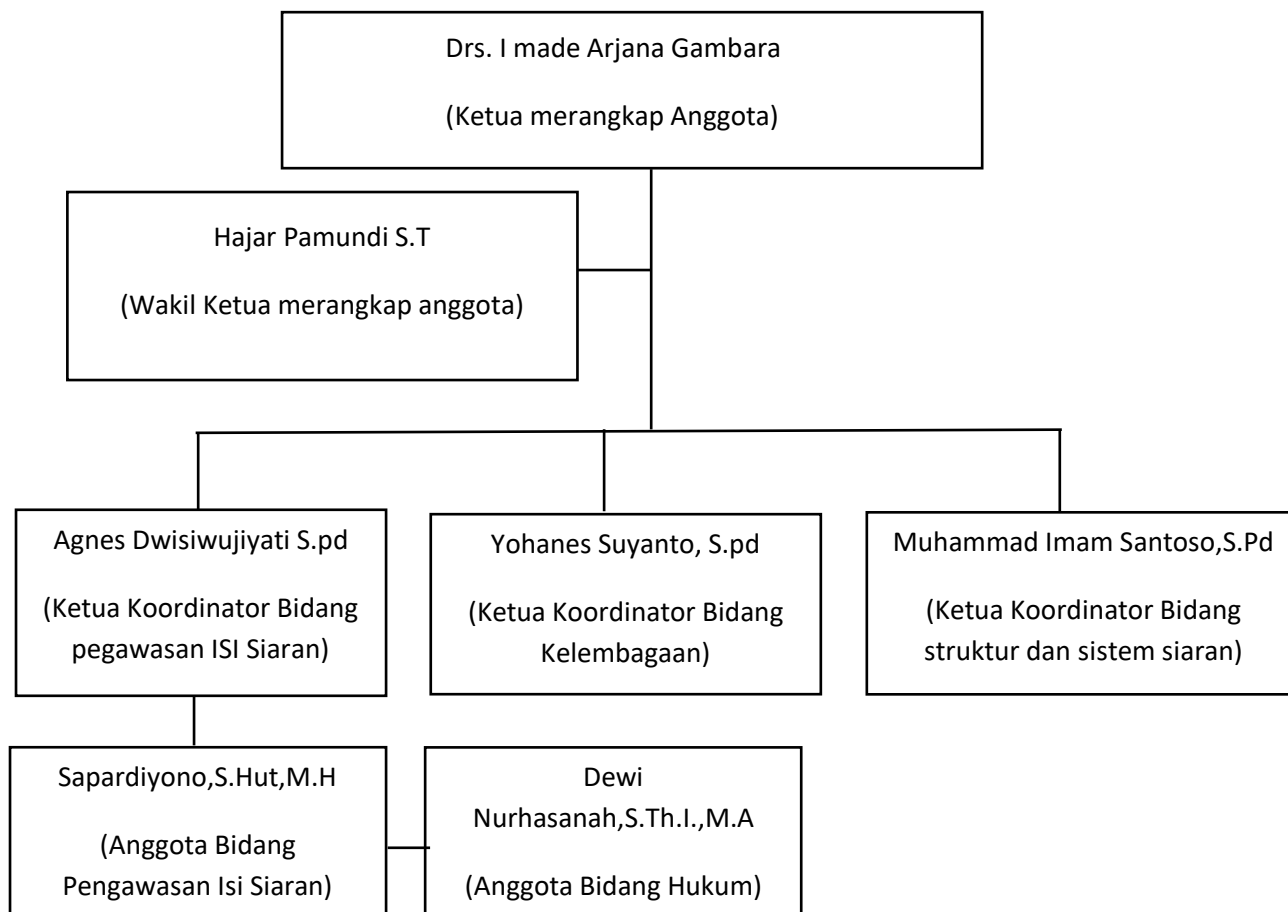 Drs. I made Arjana Gambara
(Ketua merangkap Anggota)
Hajar Pamundi S.T
(Wakil Ketua merangkap anggota)
Agnes Dwisiwujiyati S.pd
(Ketua Koordinator Bidang
pegawasan ISI Siaran)
Yohanes Suyanto, S.pd
(Ketua Koordinator Bidang
Kelembagaan)
Muhammad Imam Santoso,S.Pd
(Ketua Koordinator Bidang
struktur dan sistem siaran)
Sapardiyono,S.Hut,M.H
(Anggota Bidang
Pengawasan Isi Siaran)
Dewi
Nurhasanah,S.Th.I.,M.A
(Anggota Bidang Hukum)